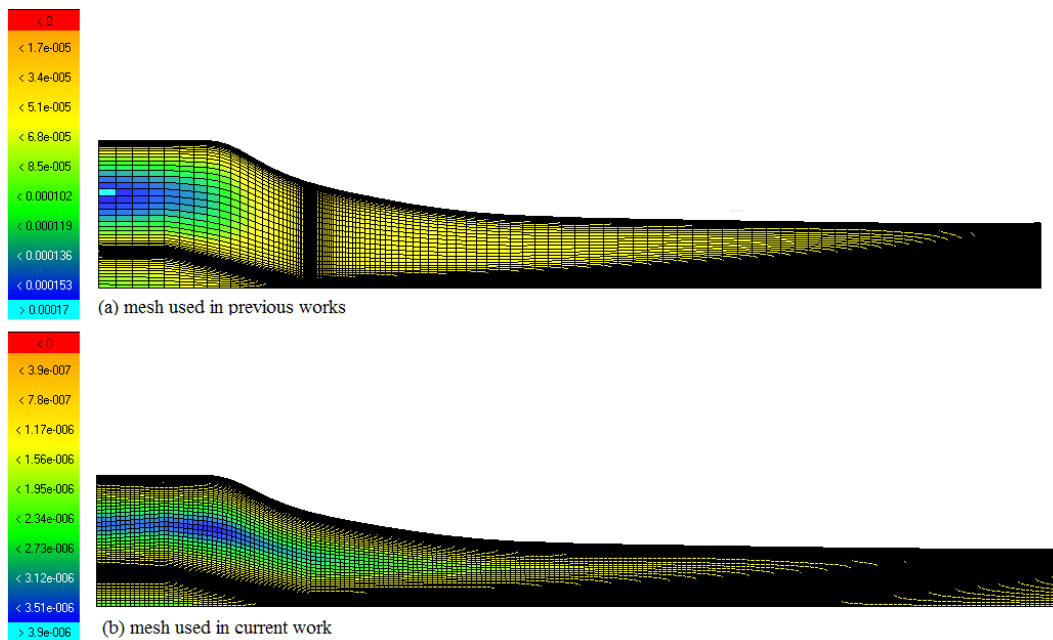 < 0
< 1.7e-005
< 3.4e-005
< 5.1e-005
< 6.8e-005
< 8.5e-005
< 0.000102
< 0.000119
< 0.000136
< 0.000153
> 0.00017
(a) mesh used in previous works
< 0
< 3.9e-007
< 7.8e-007
< 1.17e-006
< 1.56e-006
< 1.95e-006
< 2.34e-006
< 2.73e-006
< 3.12e-006
< 3.51e-006
> 3.9e-006
(b) mesh used in current work